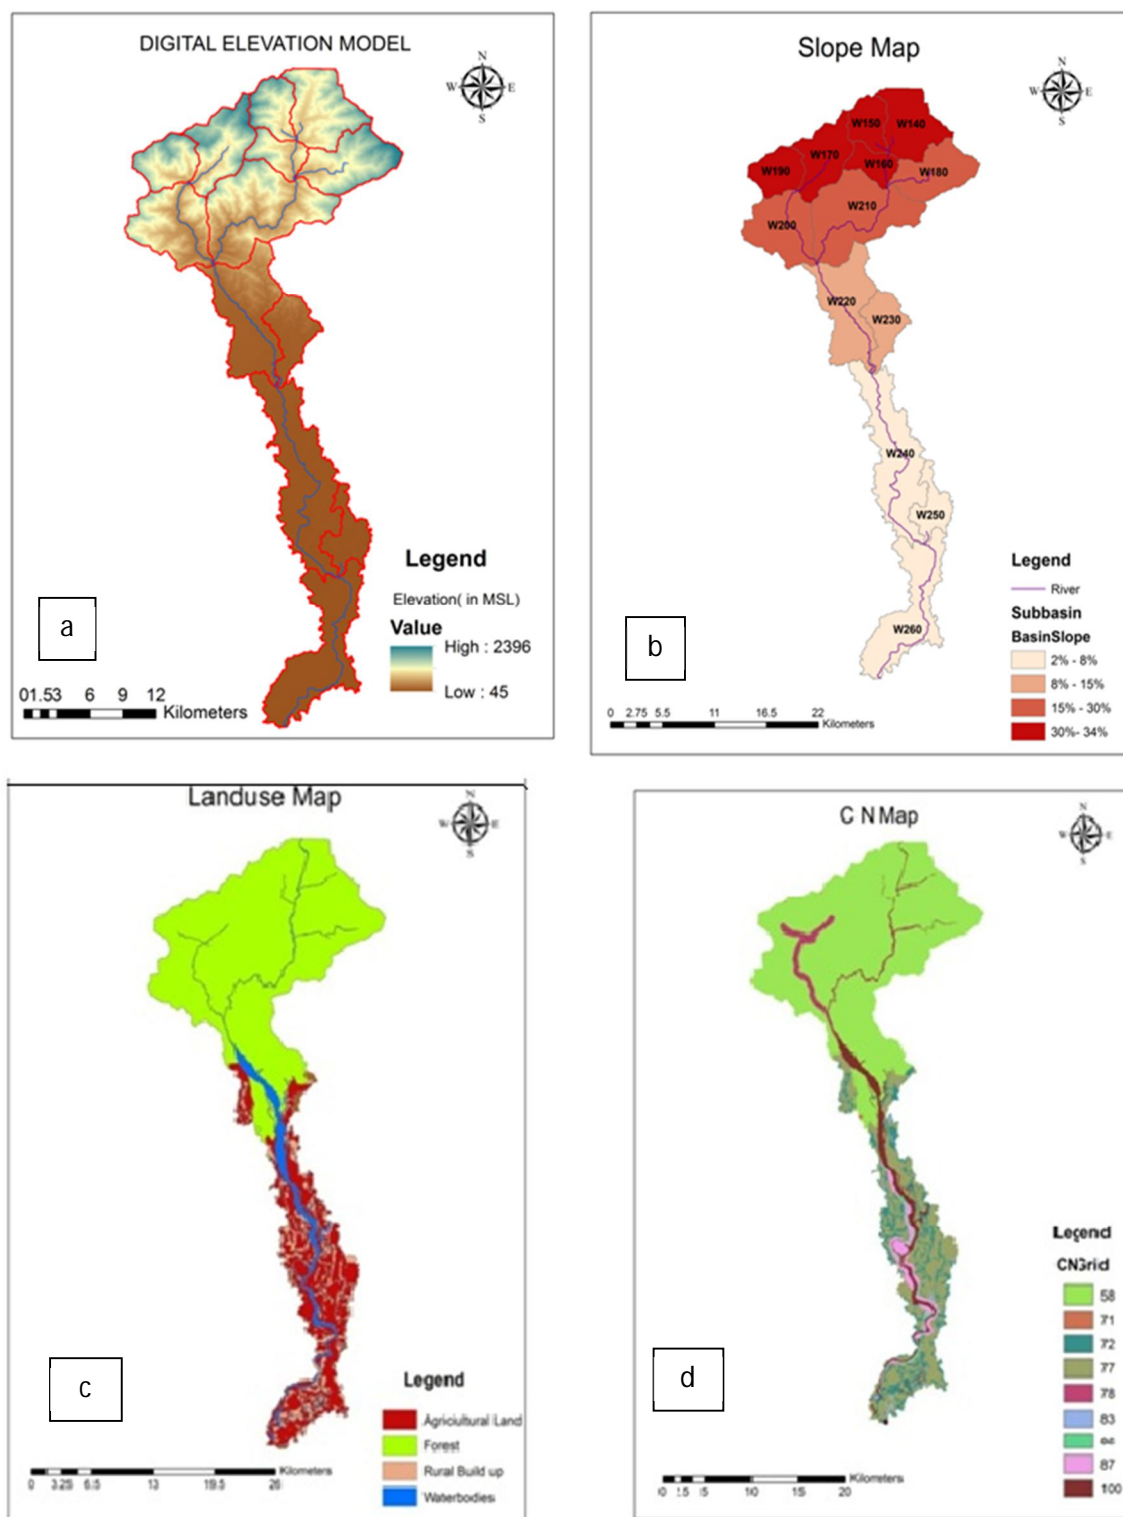 DIGITAL ELEVATION MODEL
N
W E
S
Legend
Elevation( in MSL)
Value
High : 2396
Low : 45
a
01.53 6 9 12
Kilometers
Slope Map
N
W E
S
W150
W140
W170
W160
W190
W180
W210
W200
W220
W230
W240
W250
W260
Legend
River
Subbasin
BasinSlope
2% - 8%
8% - 15%
15% - 30%
30%- 34%
b
0 2.75 5.5 11 16.5 22
Kilometers
Landuse Map
N
W E
S
c
Legend
Agricultural Land
Forest
Rural Build up
Waterbodies
Kilometers
0 3.25 6.5 13 19.5 26
C N Map
N
W E
S
d
Legend
CNGrid
58
71
72
77
78
83
87
100
Kilometers
5 10 15 20